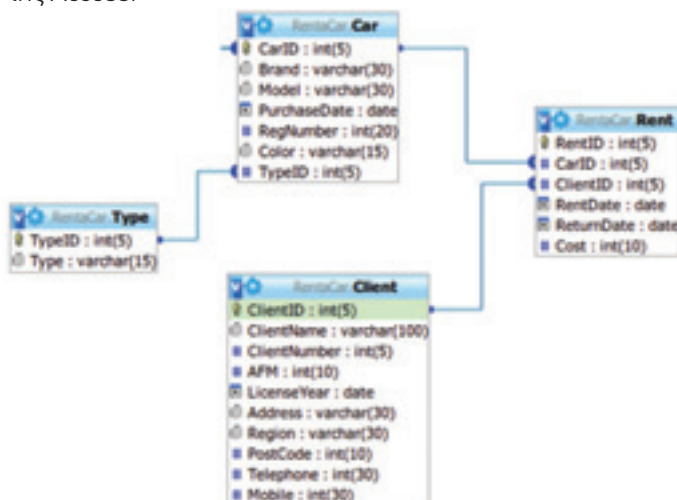 της Access.
RentaCar.Car
CarID : int(5)
Brand : varchar(30)
Model : varchar(30)
PurchaseDate : date
RegNumber : int(20)
Color : varchar(15)
TypeID : int(5)
RentaCar.Rent
RentID : int(5)
CarID : int(5)
ClientID : int(5)
RentDate : date
ReturnDate : date
Cost : int(10)
RentaCar.Type
TypeID : int(5)
Type : varchar(15)
RentaCar.Client
ClientID : int(5)
ClientName : varchar(100)
ClientNumber : int(5)
AFM : int(10)
LicenseYear : date
Address : varchar(30)
Region : varchar(30)
PostCode : int(10)
Telephone : int(30)
Mobile : int(30)